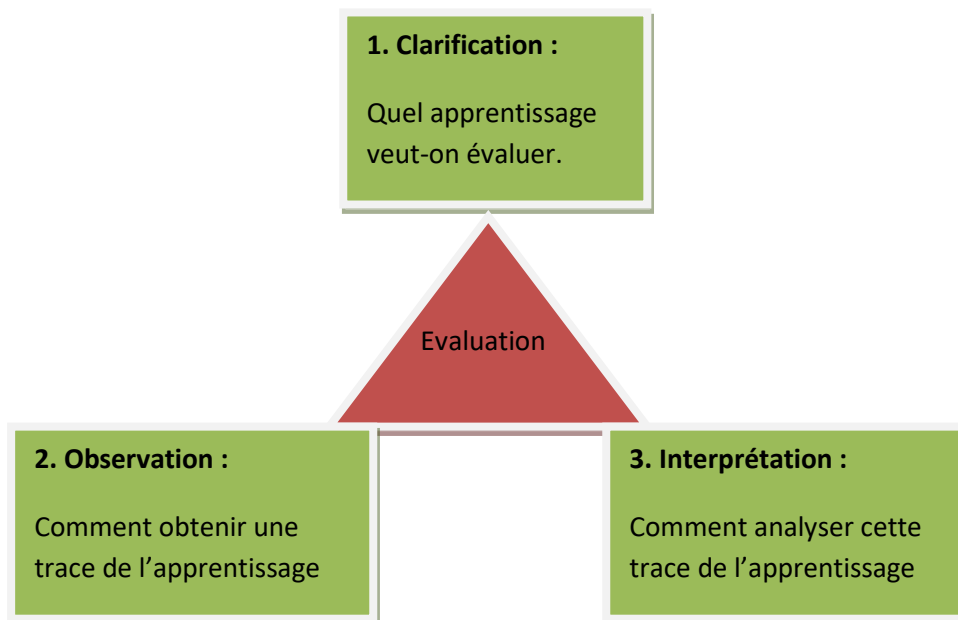 1. Clarification :
Quel apprentissage
veut-on évaluer.
Evaluation
2. Observation :
Comment obtenir une
trace de l’apprentissage
3. Interprétation :
Comment analyser cette
trace de l’apprentissage